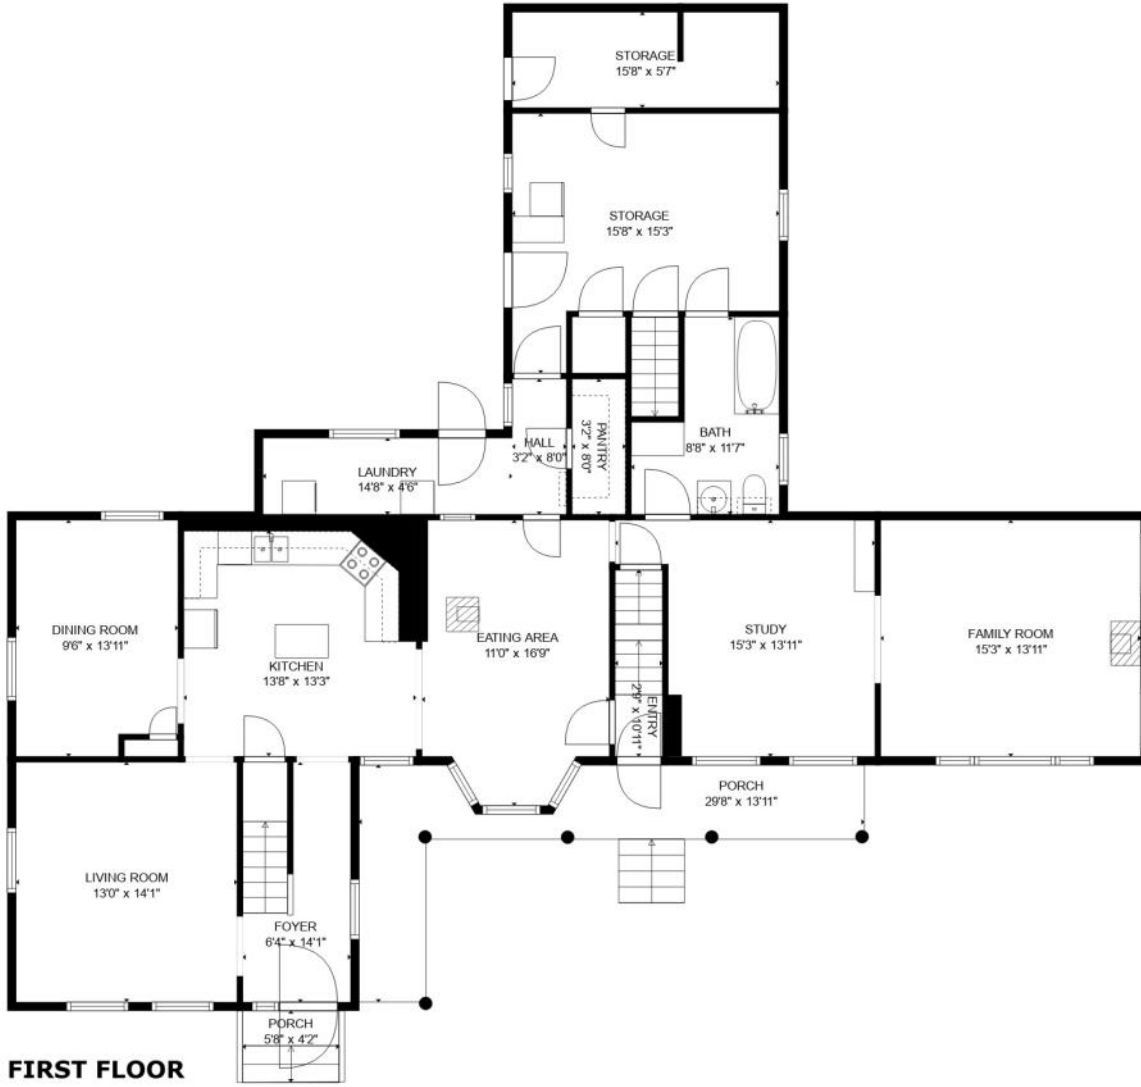 STORAGE
15'8" x 5'7"
STORAGE
15'8" x 15'3"
BATH
8'8" x 11'7"
HALL
3'2" x 8'0"
PANTRY
3'2" x 8'0"
LAUNDRY
14'8" x 4'6"
DINING ROOM
9'6" x 13'11"
KITCHEN
13'8" x 13'3"
EATING AREA
11'0" x 16'9"
ENTRY
2'9" x 10'11"
STUDY
15'3" x 13'11"
FAMILY ROOM
15'3" x 13'11"
PORCH
29'8" x 13'11"
LIVING ROOM
13'0" x 14'1"
FOYER
6'4" x 14'1"
PORCH
5'8" x 4'2"
FIRST FLOOR